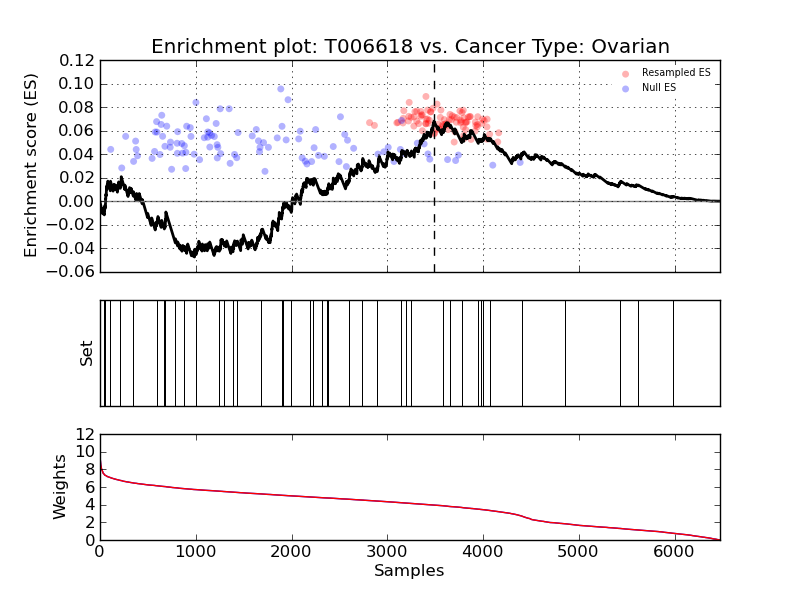 Enrichment plot: T006618 vs. Cancer Type: Ovarian
Enrichment score (ES)
0.12
0.10
0.08
0.06
0.04
0.02
0.00
−0.02
−0.04
−0.06
Resampled ES
Null ES
Set
Weights
12
10
8
6
4
2
0
0 1000 2000 3000 4000 5000 6000
Samples